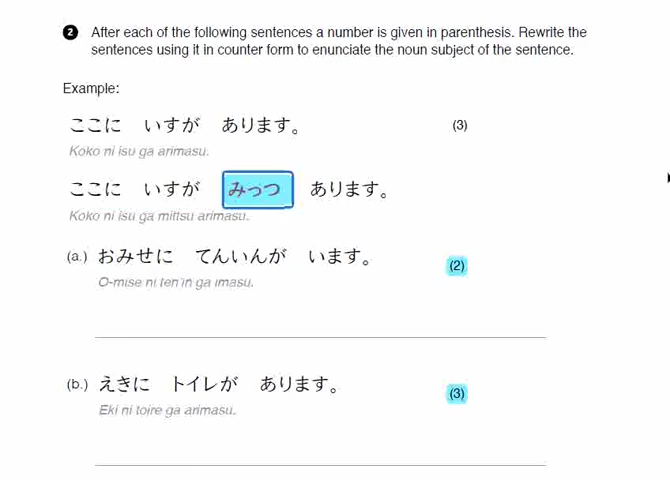 2 After each of the following sentences a number is given in parenthesis. Rewrite the
sentences using it in counter form to enunciate the noun subject of the sentence.
Example:
ここに いすが あります。 (3)
Koko ni isu ga arimasu.
ここに いすが みっつ あります。
Koko ni isu ga mittsu arimasu.
(a.) おみせに てんいんが います。 (2)
O-mise ni ten'in ga imasu.
(b.) えきに トイレが あります。 (3)
Eki ni toire ga arimasu.